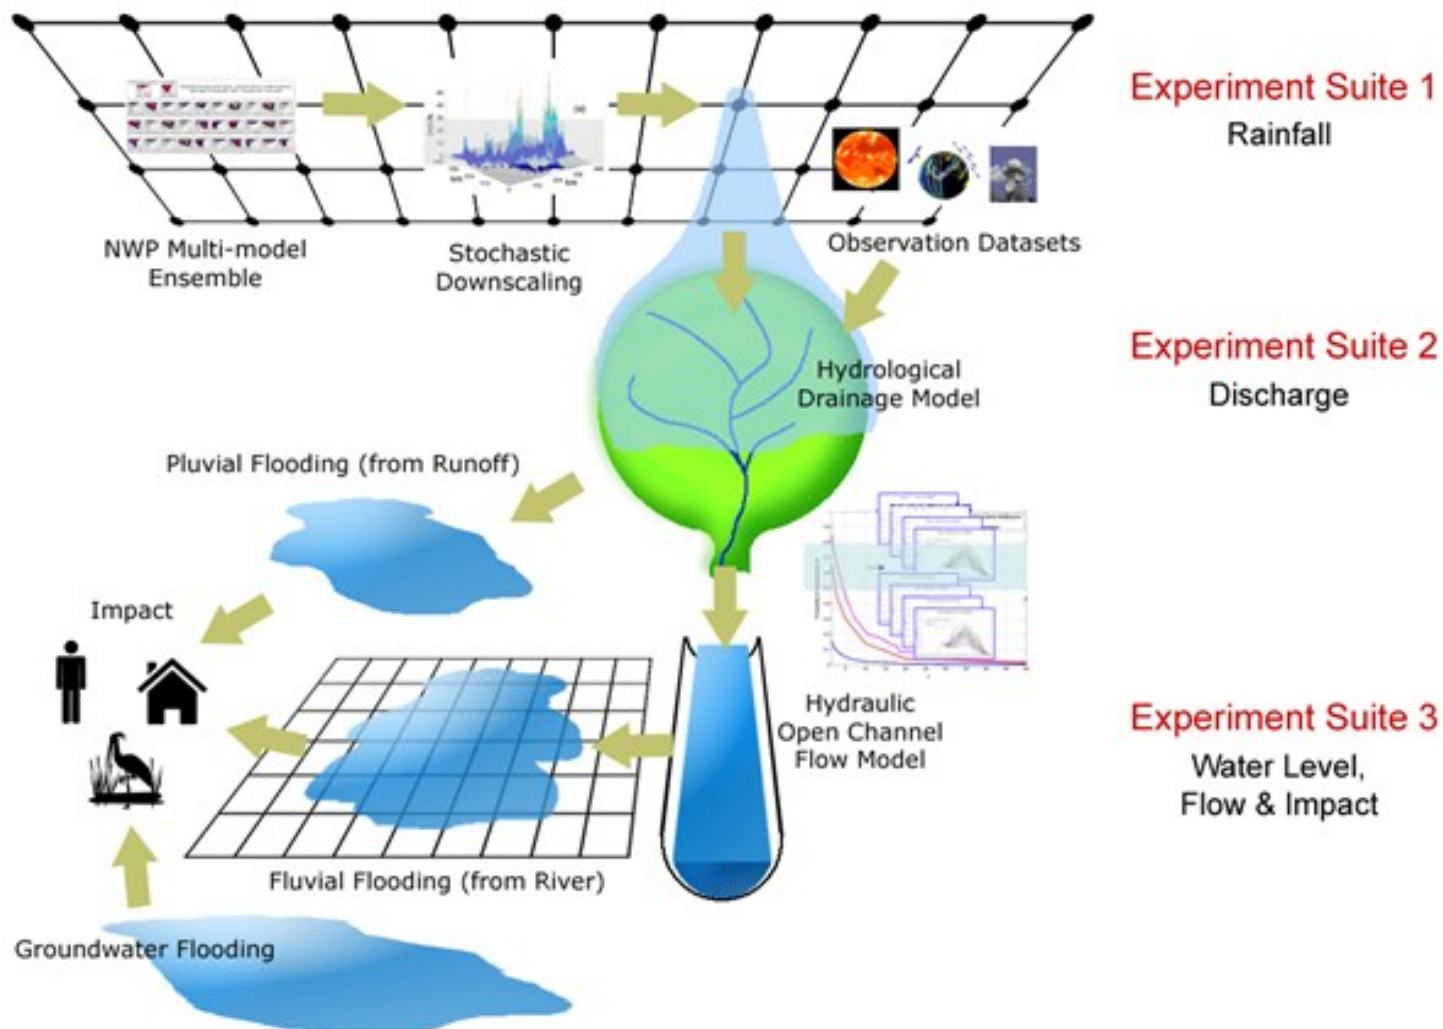 Experiment Suite 1
Rainfall
NWP Multi-model
Ensemble
Stochastic
Downscaling
Observation Datasets
Experiment Suite 2
Discharge
Hydrological
Drainage Model
Pluvial Flooding (from Runoff)
Impact
Hydraulic
Open Channel
Flow Model
Experiment Suite 3
Water Level,
Flow & Impact
Fluvial Flooding (from River)
Groundwater Flooding